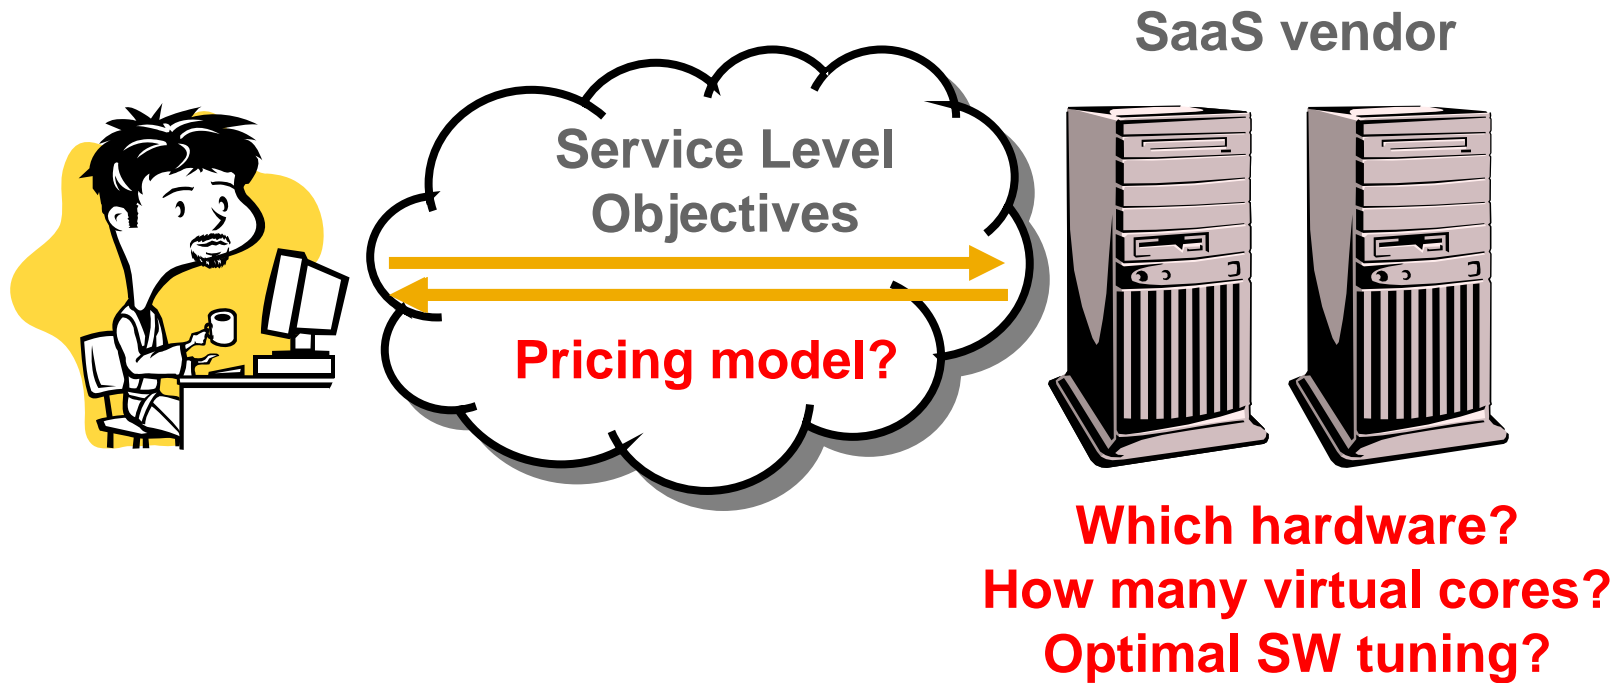 SaaS vendor
Service Level
Objectives
Pricing model?
Which hardware?
How many virtual cores?
Optimal SW tuning?